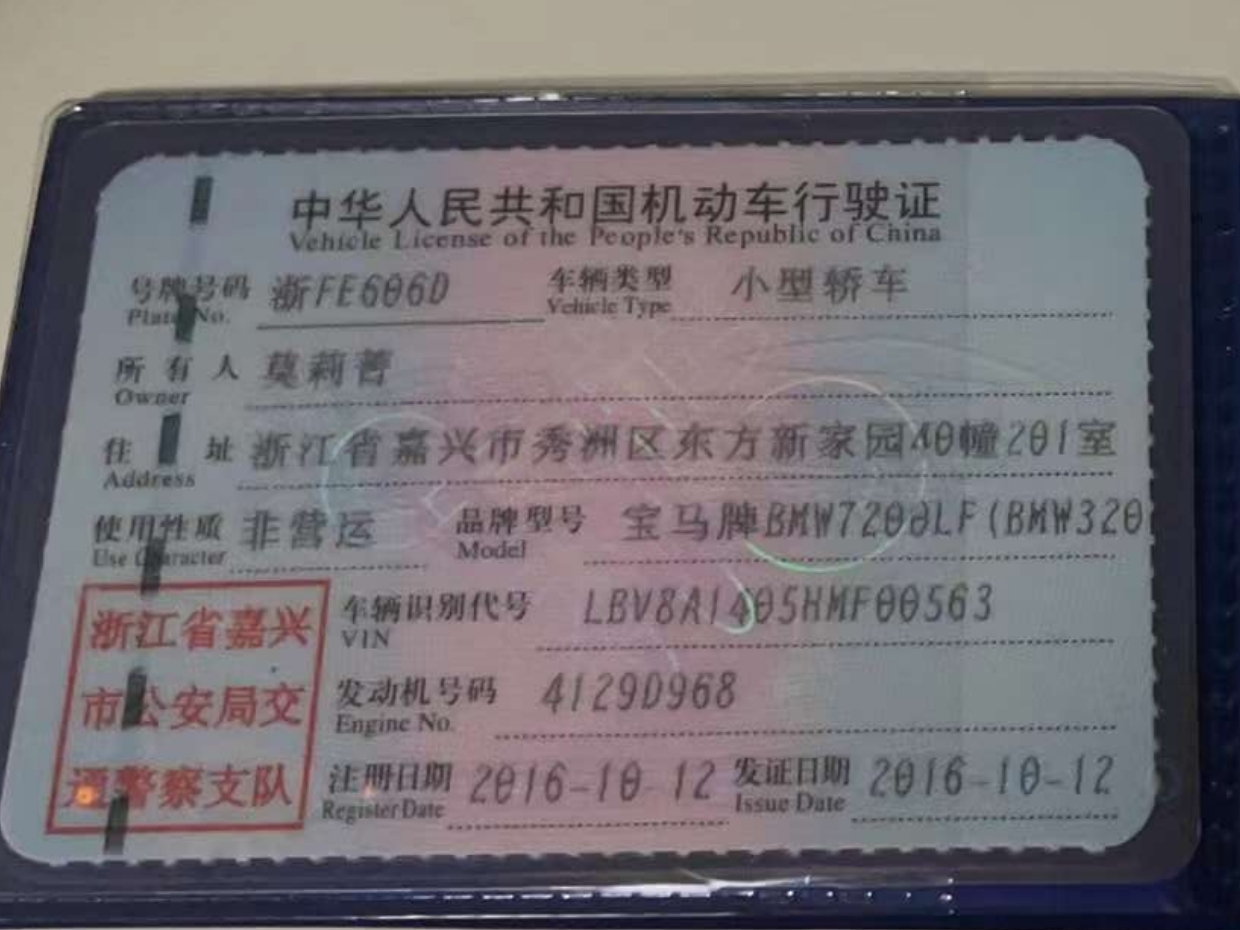 中华人民共和国机动车行驶证
Vehicle License of the People's Republic of China
号牌号码 浙FE606D 车辆类型 小型轿车
Plate No. Vehicle Type
所有人 莫莉菁
Owner
住址 浙江省嘉兴市秀洲区东方新家园40幢201室
Address
使用性质 非营运 品牌型号 宝马牌BMW7200LF(BMW320
Use Character Model
浙江省嘉兴
市公安局交
通警察支队
车辆识别代号 LBV8A1405HMF00563
VIN
发动机号码 4129D968
Engine No.
注册日期 2016-10-12 发证日期 2016-10-12
Register Date Issue Date